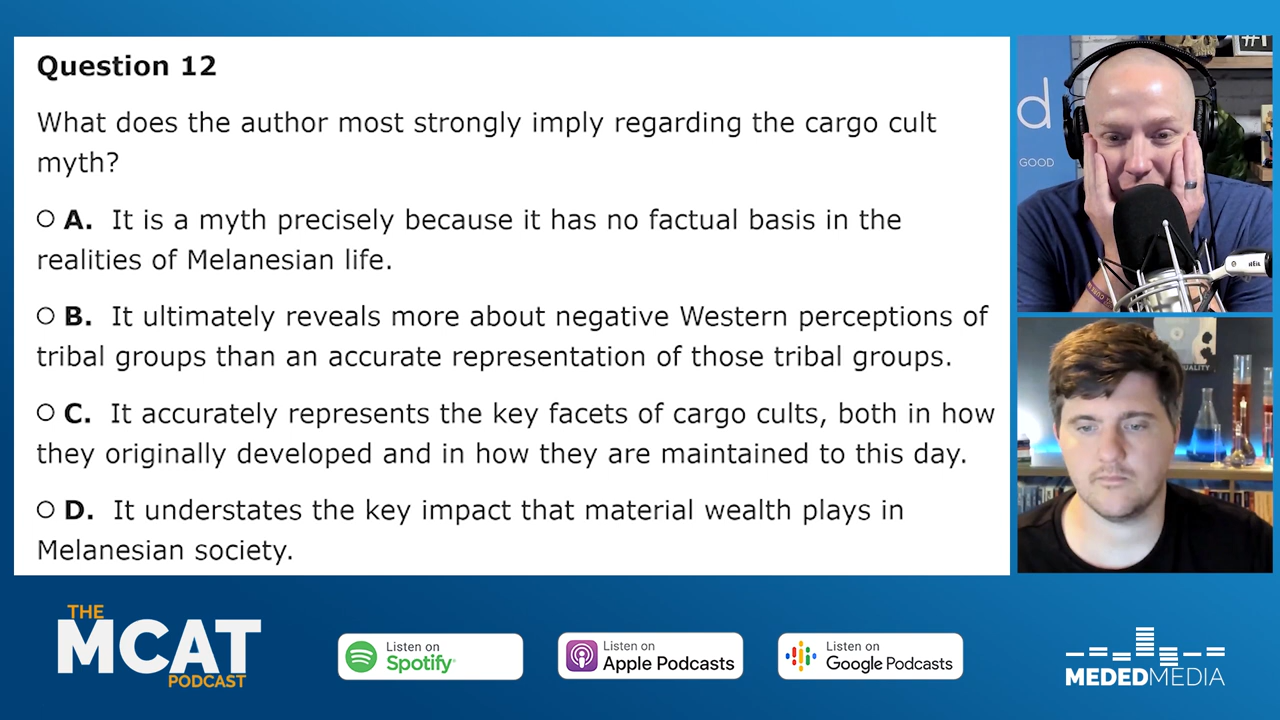 Question 12
What does the author most strongly imply regarding the cargo cult
myth?
A. It is a myth precisely because it has no factual basis in the
realities of Melanesian life.
B. It ultimately reveals more about negative Western perceptions of
tribal groups than an accurate representation of those tribal groups.
C. It accurately represents the key facets of cargo cults, both in how
they originally developed and in how they are maintained to this day.
D. It understates the key impact that material wealth plays in
Melanesian society.
d
GOOD
#1
HEIL
UALITY
THE
MCAT
PODCAST
Listen on
Spotify
Listen on
Apple Podcasts
Listen on
Google Podcasts
MEDEDMEDIA